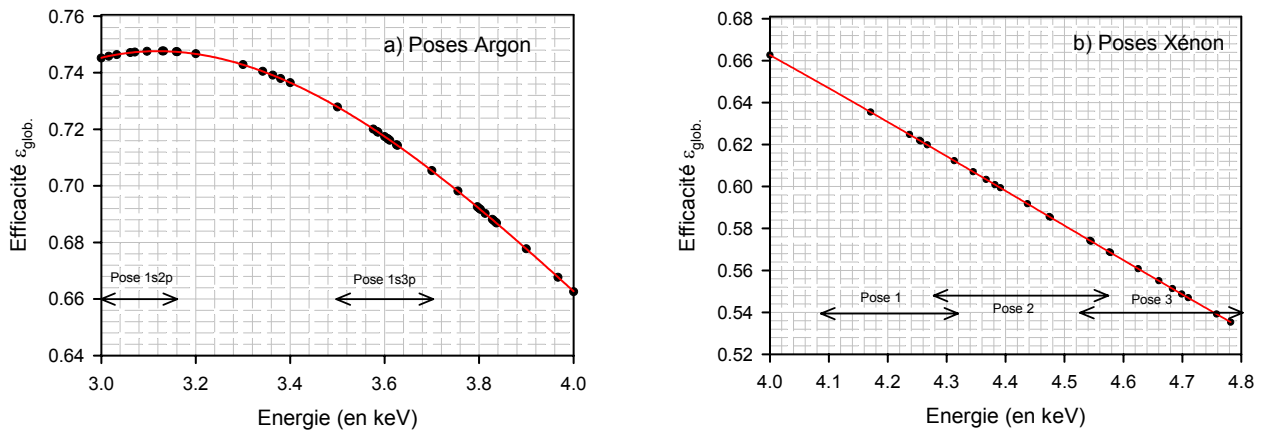 a) Poses Argon
Efficacité εglob.
0.76
0.74
0.72
0.70
0.68
0.66
0.64
Pose 1s2p
Pose 1s3p
3.0 3.2 3.4 3.6 3.8 4.0
Energie (en keV)
b) Poses Xénon
Efficacité εglob.
0.68
0.66
0.64
0.62
0.60
0.58
0.56
0.54
0.52
Pose 1
Pose 2
Pose 3
4.0 4.1 4.2 4.3 4.4 4.5 4.6 4.7 4.8
Energie (en keV)